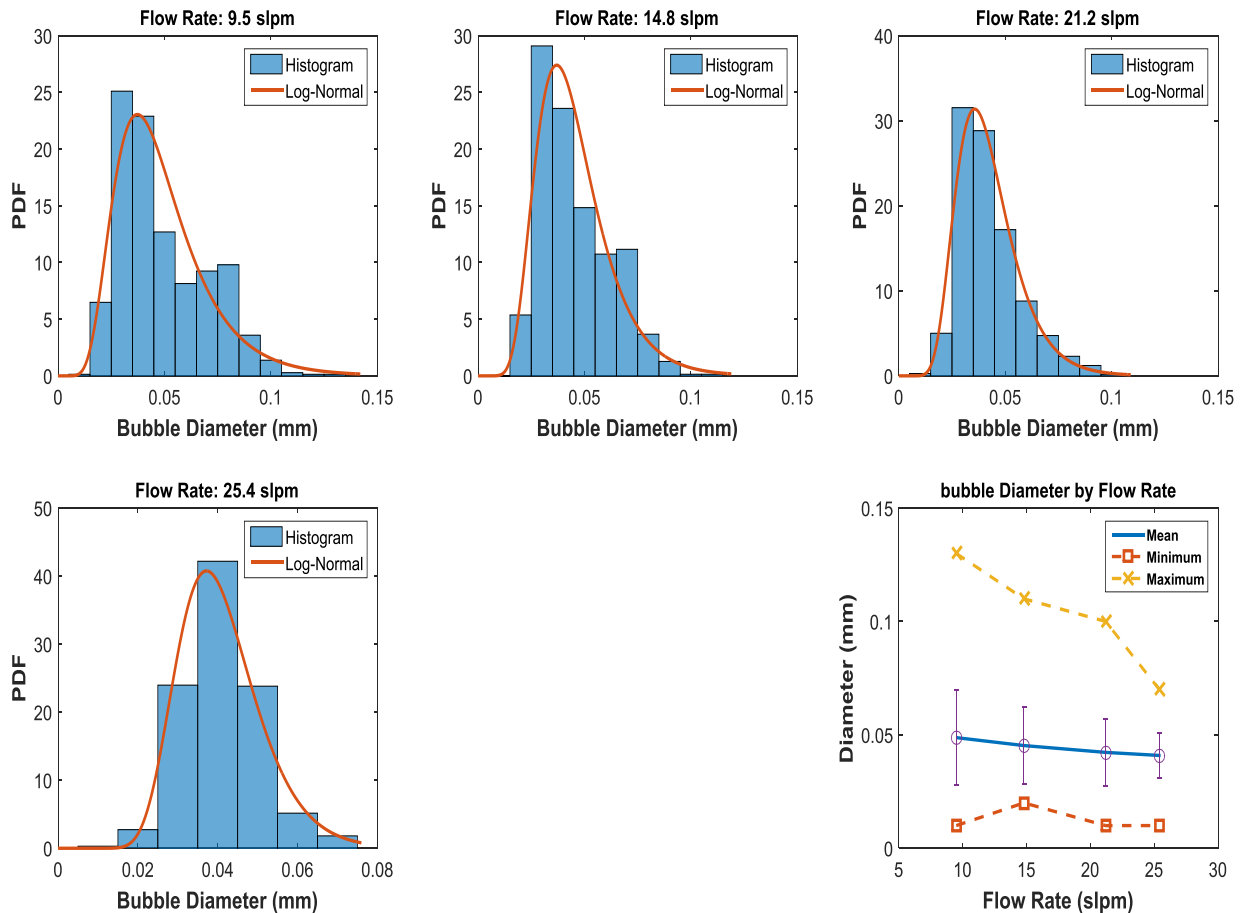 Flow Rate: 9.5 slpm
30
25
20
15
10
5
0
PDF
Histogram
Log-Normal
0 0.05 0.1 0.15
Bubble Diameter (mm)
Flow Rate: 14.8 slpm
30
25
20
15
10
5
0
PDF
Histogram
Log-Normal
0 0.05 0.1 0.15
Bubble Diameter (mm)
Flow Rate: 21.2 slpm
40
30
20
10
0
PDF
Histogram
Log-Normal
0 0.05 0.1 0.15
Bubble Diameter (mm)
Flow Rate: 25.4 slpm
50
40
30
20
10
0
PDF
Histogram
Log-Normal
0 0.02 0.04 0.06 0.08
Bubble Diameter (mm)
bubble Diameter by Flow Rate
0.15
0.1
0.05
0
Diameter (mm)
Mean
Minimum
Maximum
5 10 15 20 25 30
Flow Rate (slpm)